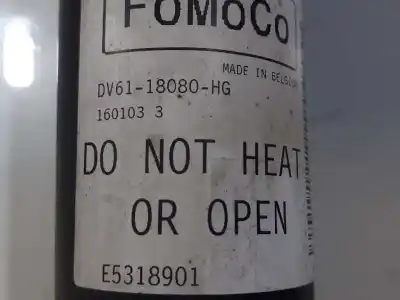 FoMoCo
MADE IN BELGIUM
DV61-18080-HG
160103 3
DO NOT HEAT
OR OPEN
E5318901